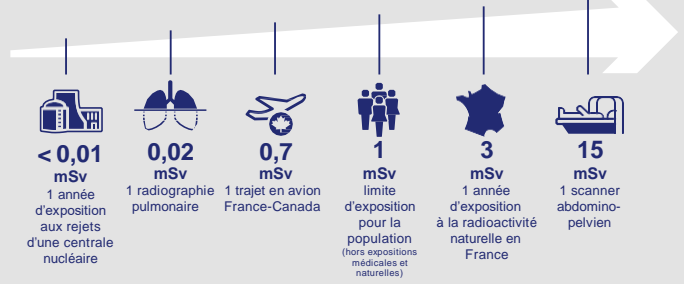 < 0,01
mSv
1 année
d'exposition
aux rejets
d'une centrale
nucléaire
0,02
mSv
1 radiographie
pulmonaire
0,7
mSv
1 trajet en avion
France-Canada
1
mSv
limite
d'exposition
pour la
population
(hors expositions
médicales et
naturelles)
3
mSv
1 année
d'exposition
à la radioactivité
naturelle en
France
15
mSv
1 scanner
abdomino-
pelvien